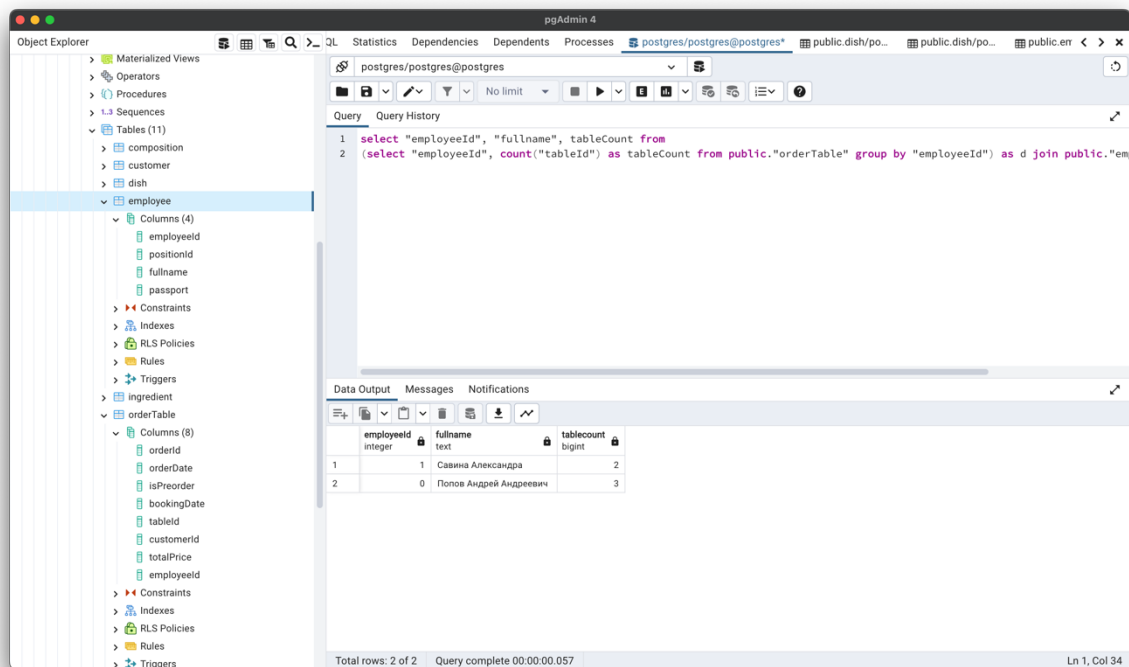 pgAdmin 4
Object Explorer
QL Statistics Dependencies Dependents Processes postgres/postgres@postgres* public.dish/po... public.dish/po... public.em
Materialized Views
Operators
Procedures
1..3 Sequences
Tables (11)
composition
customer
dish
employee
Columns (4)
employeeId
positionId
fullname
passport
Constraints
Indexes
RLS Policies
Rules
Triggers
ingredient
orderTable
Columns (8)
orderId
orderDate
isPreorder
bookingDate
tableId
customerId
totalPrice
employeeId
Constraints
Indexes
RLS Policies
Rules
Triggers
postgres/postgres@postgres
No limit
E
Query Query History
1 select "employeeId", "fullname", tableCount from
2 (select "employeeId", count("tableId") as tableCount from public."orderTable" group by "employeeId") as d join public."em
Data Output Messages Notifications
employeeId fullname tablecount
integer text bigint
1 1 Савина Александра 2
2 0 Попов Андрей Андреевич 3
Total rows: 2 of 2 Query complete 00:00:00.057 Ln 1, Col 34